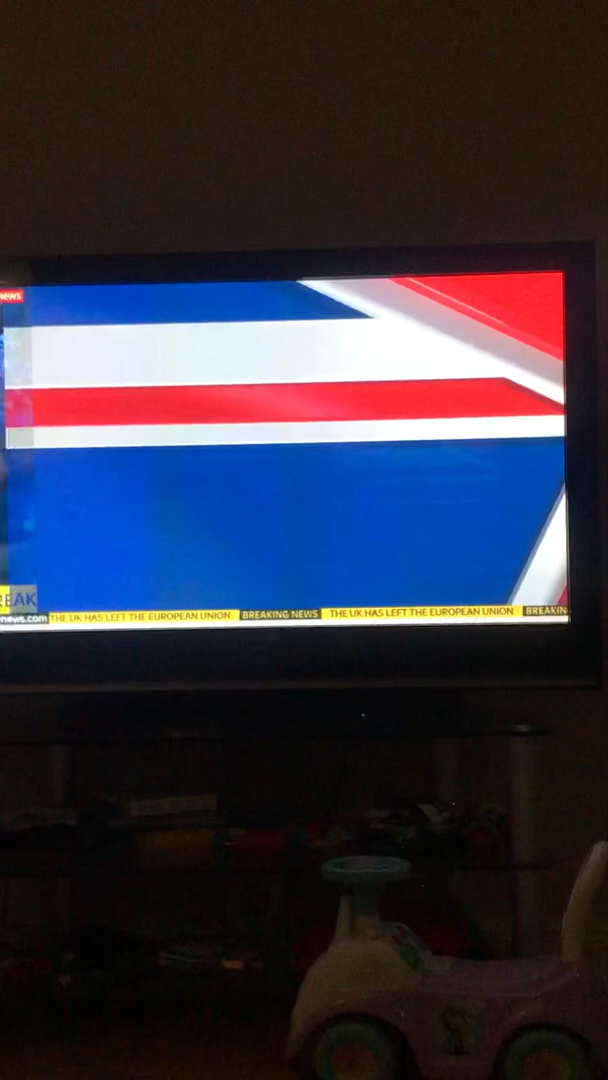 news
REAK
news.com THE UK HAS LEFT THE EUROPEAN UNION BREAKING NEWS THE UK HAS LEFT THE EUROPEAN UNION BREAKIN